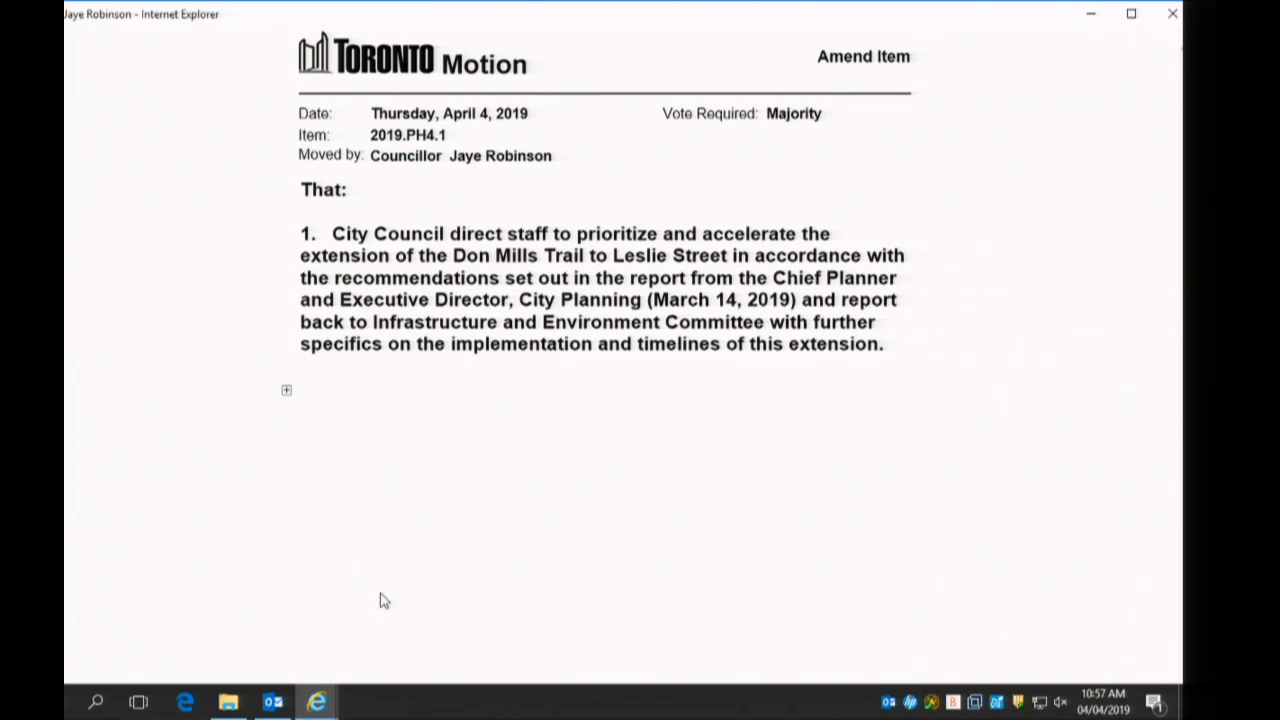 Jaye Robinson - Internet Explorer
TORONTO Motion
Amend Item
Date: Thursday, April 4, 2019
Vote Required: Majority
Item: 2019.PH4.1
Moved by: Councillor Jaye Robinson
That:
1. City Council direct staff to prioritize and accelerate the
extension of the Don Mills Trail to Leslie Street in accordance with
the recommendations set out in the report from the Chief Planner
and Executive Director, City Planning (March 14, 2019) and report
back to Infrastructure and Environment Committee with further
specifics on the implementation and timelines of this extension.
10:57 AM
04/04/2019